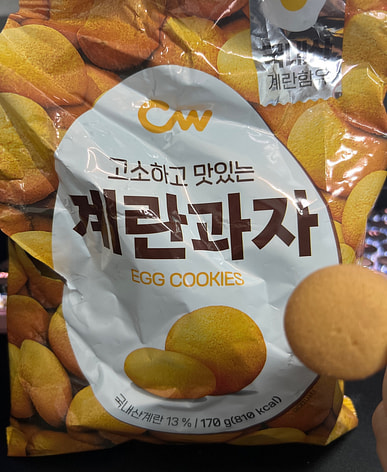 계란함유
CW
고소하고 맛있는
계란과자
EGG COOKIES
국내산계란 13 % / 170 g(810 kcal)